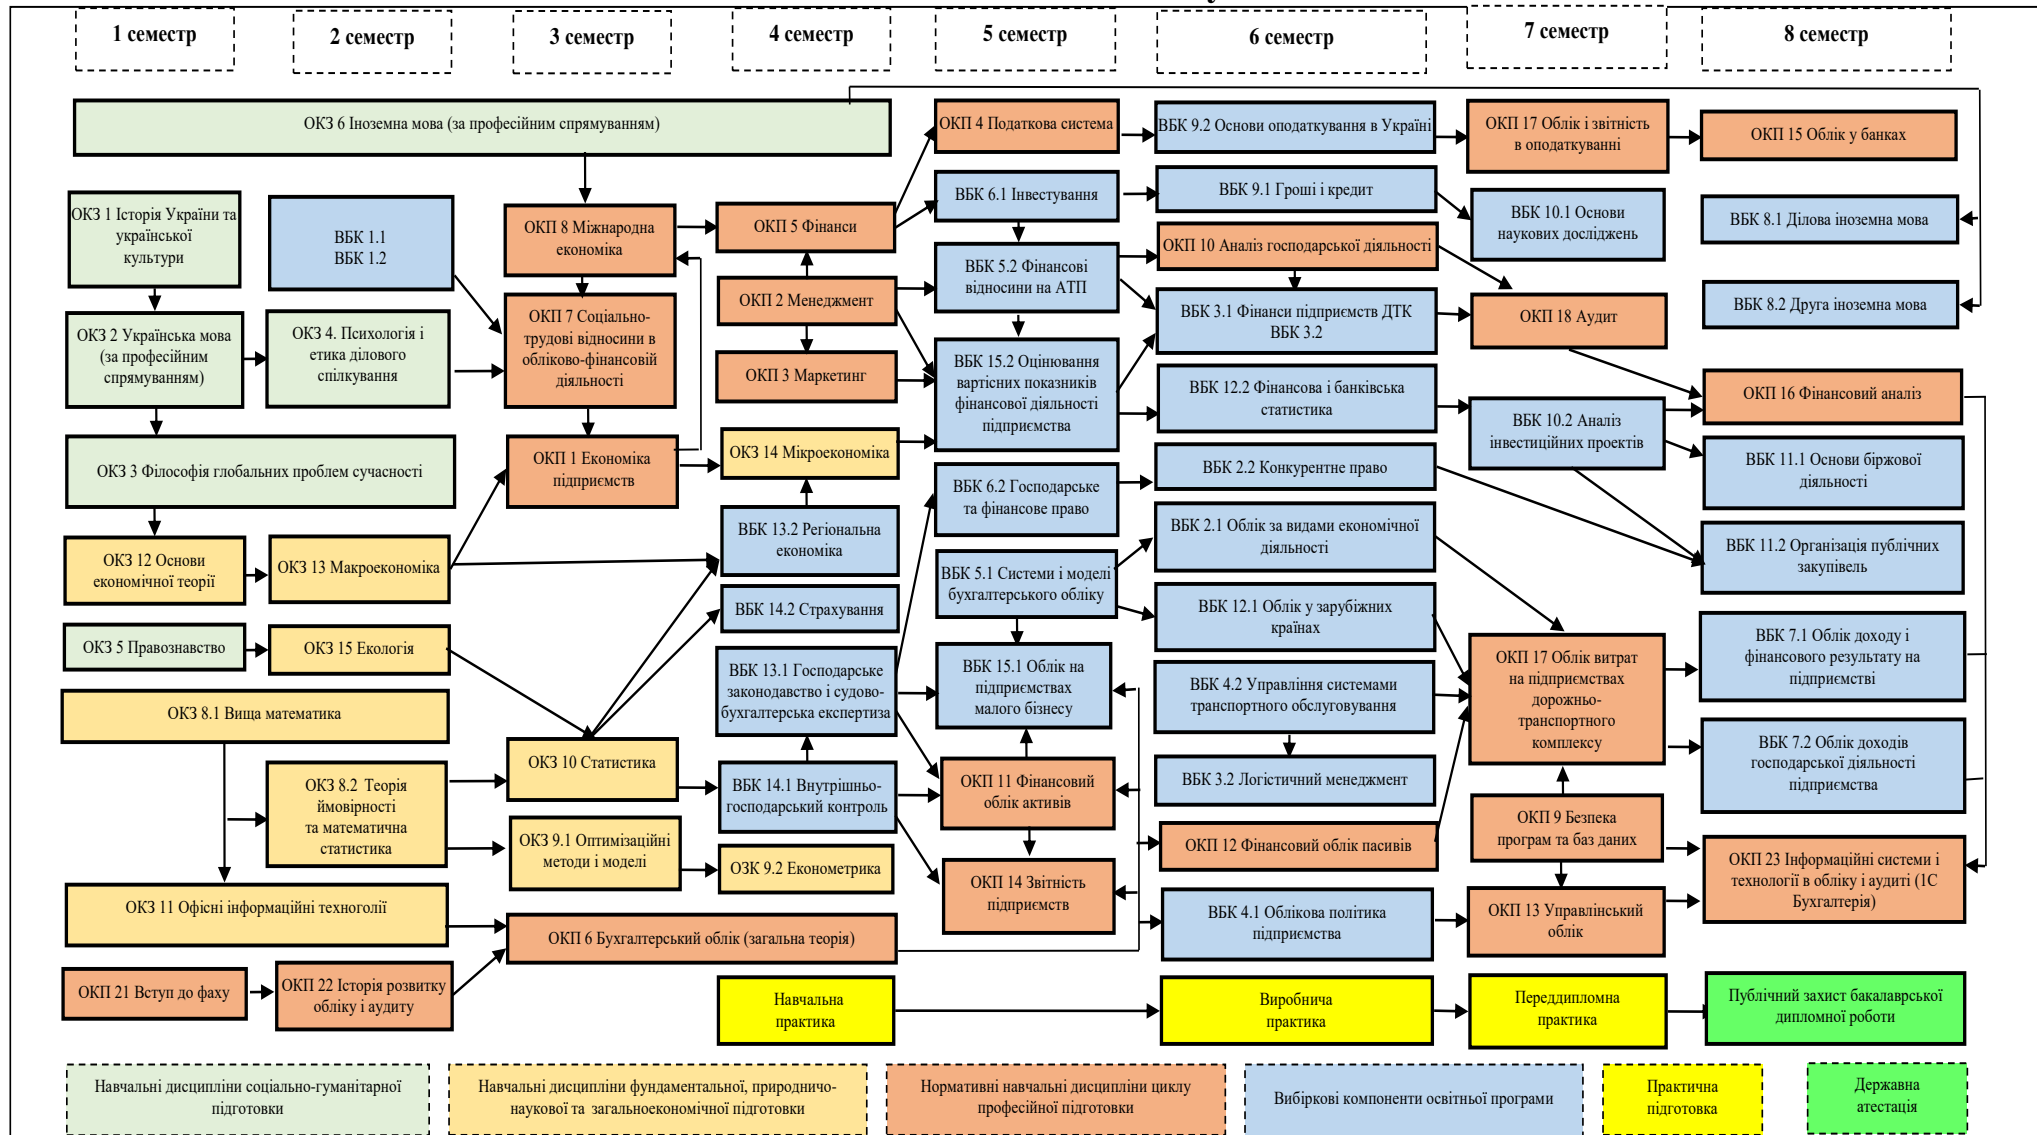 1 семестр
2 семестр
3 семестр
4 семестр
5 семестр
6 семестр
7 семестр
8 семестр
ОКЗ 6 Іноземна мова (за професійним спрямуванням)
ОКП 4 Податкова система
ВБК 9.2 Основи оподаткування в Україні
ОКП 17 Облік і звітність
в оподаткуванні
ОКП 15 Облік у банках
ОКЗ 1 Історія України та
української
культури
ВБК 1.1
ВБК 1.2
ОКП 8 Міжнародна
економіка
ОКП 5 Фінанси
ВБК 6.1 Інвестування
ВБК 9.1 Гроші і кредит
ВБК 10.1 Основи
наукових досліджень
ВБК 8.1 Ділова іноземна мова
ОКП 2 Менеджмент
ВБК 5.2 Фінансові
відносини на АТП
ОКП 10 Аналіз господарської діяльності
ОКЗ 2 Українська мова
(за професійним
спрямуванням)
ОКЗ 4. Психологія і
етика ділового
спілкування
ОКП 7 Соціально-
трудові відносини в
обліково-фінансовій
діяльності
ОКП 3 Маркетинг
ВБК 15.2 Оцінювання
вартісних показників
фінансової діяльності
підприємства
ВБК 3.1 Фінанси підприємств ДТК
ВБК 3.2
ОКП 18 Аудит
ВБК 8.2 Друга іноземна мова
ВБК 12.2 Фінансова і банківська
статистика
ВБК 10.2 Аналіз
інвестиційних проектів
ОКП 16 Фінансовий аналіз
ОКЗ 3 Філософія глобальних проблем сучасності
ОКП 1 Економіка
підприємств
ОКЗ 14 Мікроекономіка
ВБК 6.2 Господарське
та фінансове право
ВБК 2.2 Конкурентне право
ВБК 11.1 Основи біржової
діяльності
ОКЗ 12 Основи
економічної теорії
ОКЗ 13 Макроекономіка
ВБК 13.2 Регіональна
економіка
ВБК 5.1 Системи і моделі
бухгалтерського обліку
ВБК 2.1 Облік за видами економічної
діяльності
ВБК 11.2 Організація публічних
закупівель
ОКЗ 5 Правознавство
ОКЗ 15 Екологія
ВБК 14.2 Страхування
ВБК 12.1 Облік у зарубіжних
країнах
ОКП 17 Облік витрат
на підприємствах
дорожньо-
транспортного
комплексу
ВБК 7.1 Облік доходу і
фінансового результату на
підприємстві
ОКЗ 8.1 Вища математика
ВБК 13.1 Господарське
законодавство і судово-
бухгалтерська експертиза
ВБК 15.1 Облік на
підприємствах
малого бізнесу
ВБК 4.2 Управління системами
транспортного обслуговування
ВБК 7.2 Облік доходів
господарської діяльності
підприємства
ОКЗ 8.2 Теорія
ймовірності
та математична
статистика
ОКЗ 10 Статистика
ВБК 14.1 Внутрішньо-
господарський контроль
ОКП 11 Фінансовий
облік активів
ВБК 3.2 Логістичний менеджмент
ОКП 9 Безпека
програм та баз даних
ОКЗ 9.1 Оптимізаційні
методи і моделі
ОЗК 9.2 Економетрика
ОКП 14 Звітність
підприємств
ОКП 12 Фінансовий облік пасивів
ОКП 23 Інформаційні системи і
технології в обліку і аудиті (1С
Бухгалтерія)
ОКЗ 11 Офісні інформаційні техноголії
ОКП 6 Бухгалтерський облік (загальна теорія)
ВБК 4.1 Облікова політика
підприємства
ОКП 13 Управлінський
облік
ОКП 21 Вступ до фаху
ОКП 22 Історія розвитку
обліку і аудиту
Навчальна
практика
Виробнича
практика
Переддипломна
практика
Публічний захист бакалаврської
дипломної роботи
Навчальні дисципліни соціально-гуманітарної
підготовки
Навчальні дисципліни фундаментальної, природничо-
наукової та загальноекономічної підготовки
Нормативні навчальні дисципліни циклу
професійної підготовки
Вибіркові компоненти освітньої програми
Практична
підготовка
Державна
атестація